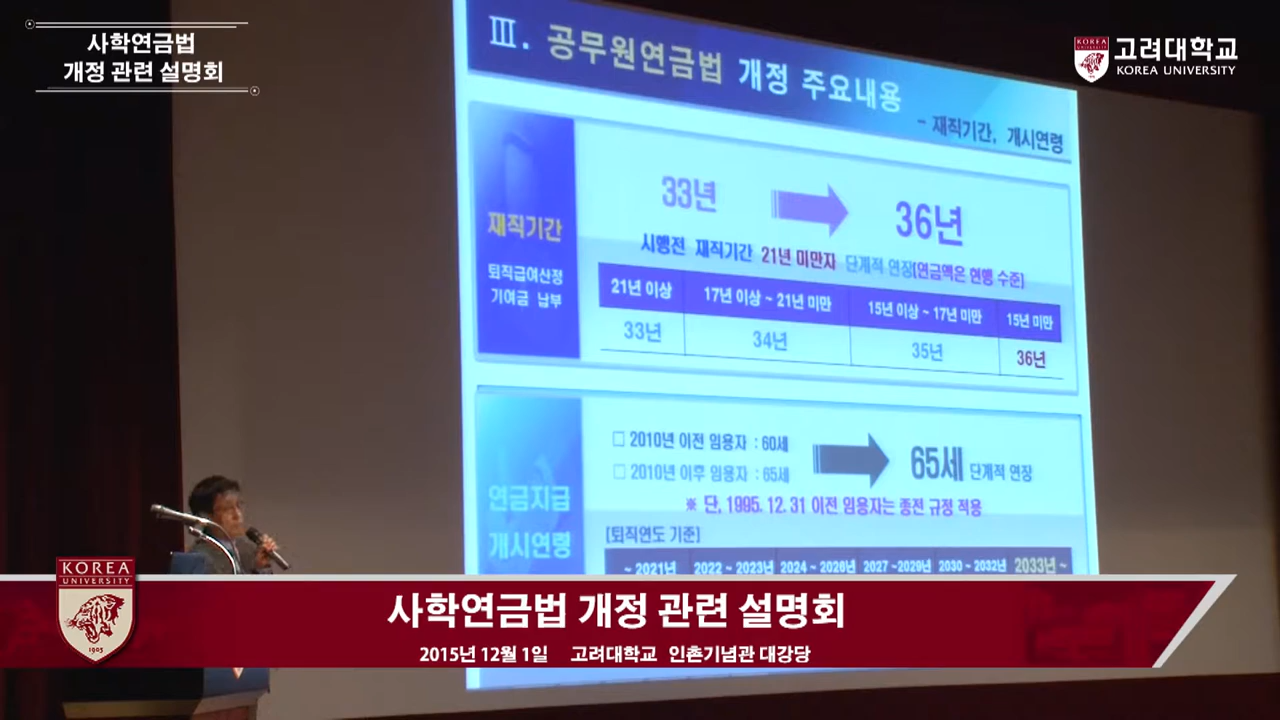 사학연금법
개정 관련 설명회
KOREA
UNIVERSITY
고려대학교
KOREA UNIVERSITY
Ⅲ. 공무원연금법 개정 주요내용
- 재직기간, 개시연령
재직기간
퇴직급여산정
기여금 납부
33년
36년
시행전 재직기간 21년 미만자 단계적 연장(연금액은 현행 수준)
21년 이상 17년 이상 ~ 21년 미만 15년 이상 ~ 17년 미만 15년 미만
33년 34년 35년 36년
연금지급
개시연령
□ 2010년 이전 임용자 : 60세
□ 2010년 이후 임용자 : 65세
65세 단계적 연장
※ 단, 1995. 12. 31 이전 임용자는 종전 규정 적용
[퇴직연도 기준]
~ 2021년 2022 ~ 2023년 2024 ~ 2026년 2027 ~2029년 2030 ~ 2032년 2033년 ~
KOREA
UNIVERSITY
1905
사학연금법 개정 관련 설명회
2015년 12월 1일 고려대학교 인촌기념관 대강당